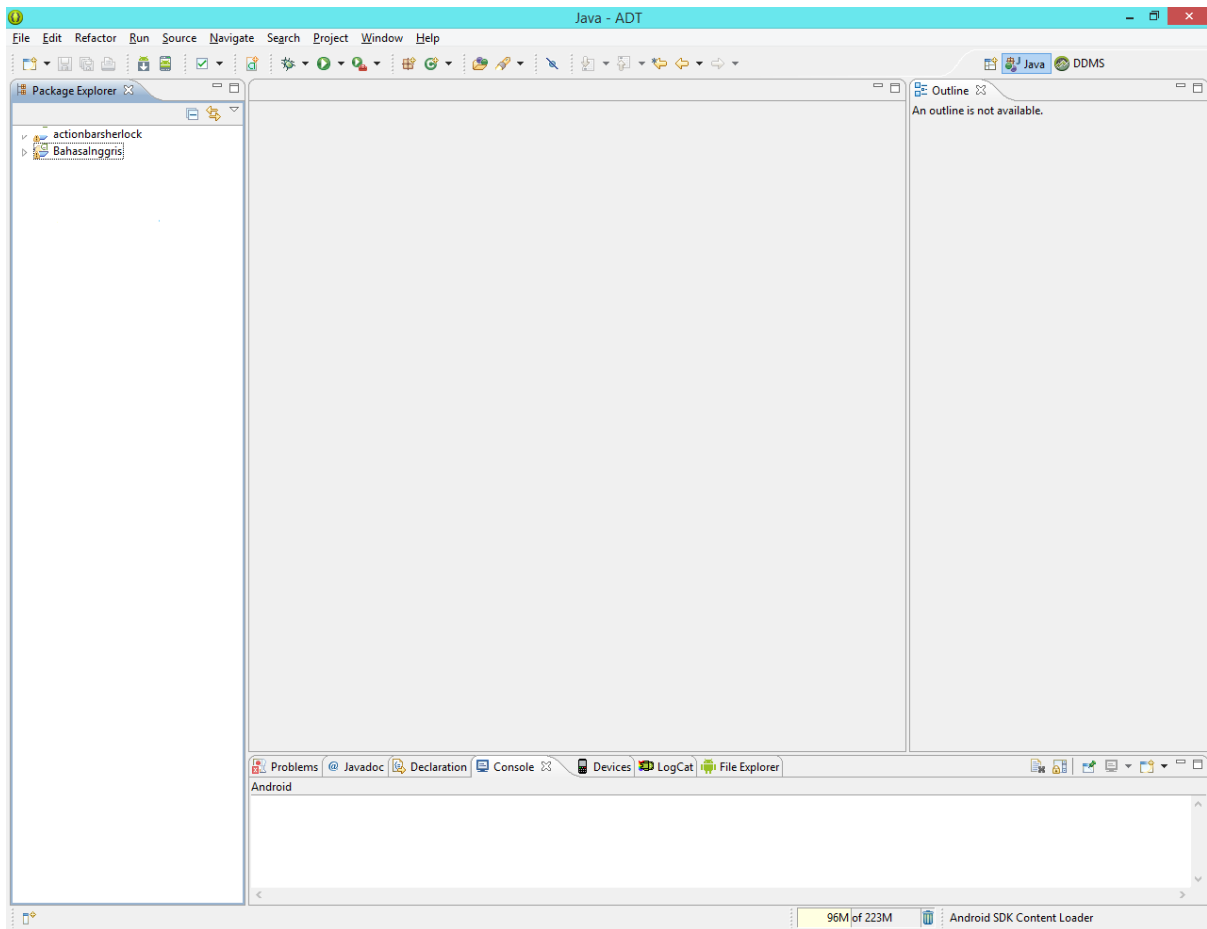 Java - ADT
File Edit Refactor Run Source Navigate Search Project Window Help
Java DDMS
Package Explorer
Outline
An outline is not available.
actionbarsherlock
BahasaInggris
Problems @ Javadoc Declaration Console Devices LogCat File Explorer
Android
96M of 223M Android SDK Content Loader